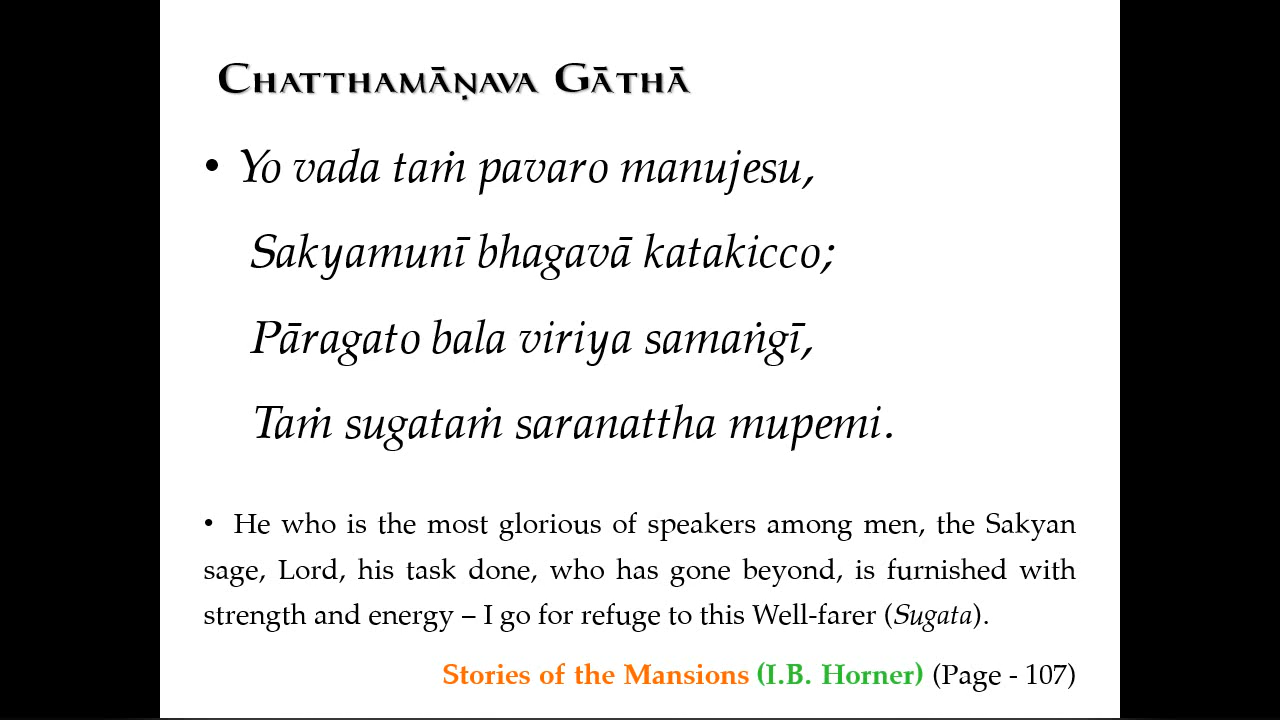 Chatthamāṇava Gāthā
• Yo vada taṁ pavaro manujesu,
Sakyamunī bhagavā katakicco;
Pāragato bala viriya samaṅgī,
Taṁ sugataṁ saranattha mupemi.
• He who is the most glorious of speakers among men, the Sakyan
sage, Lord, his task done, who has gone beyond, is furnished with
strength and energy – I go for refuge to this Well-farer (Sugata).
Stories of the Mansions (I.B. Horner) (Page - 107)